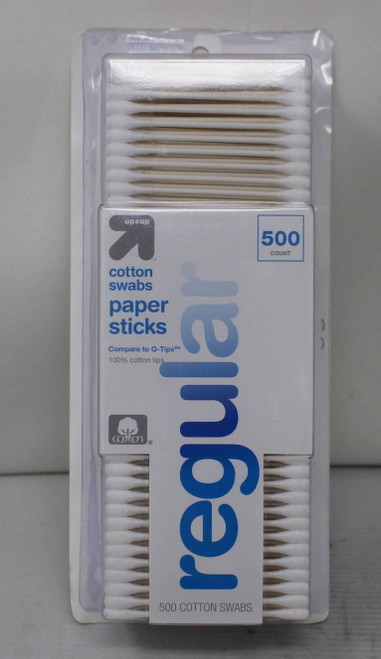 up&up
500
COUNT
cotton
swabs
paper
sticks
Compare to Q-Tips®*
100% cotton tips
COTTON®
regular
500 COTTON SWABS